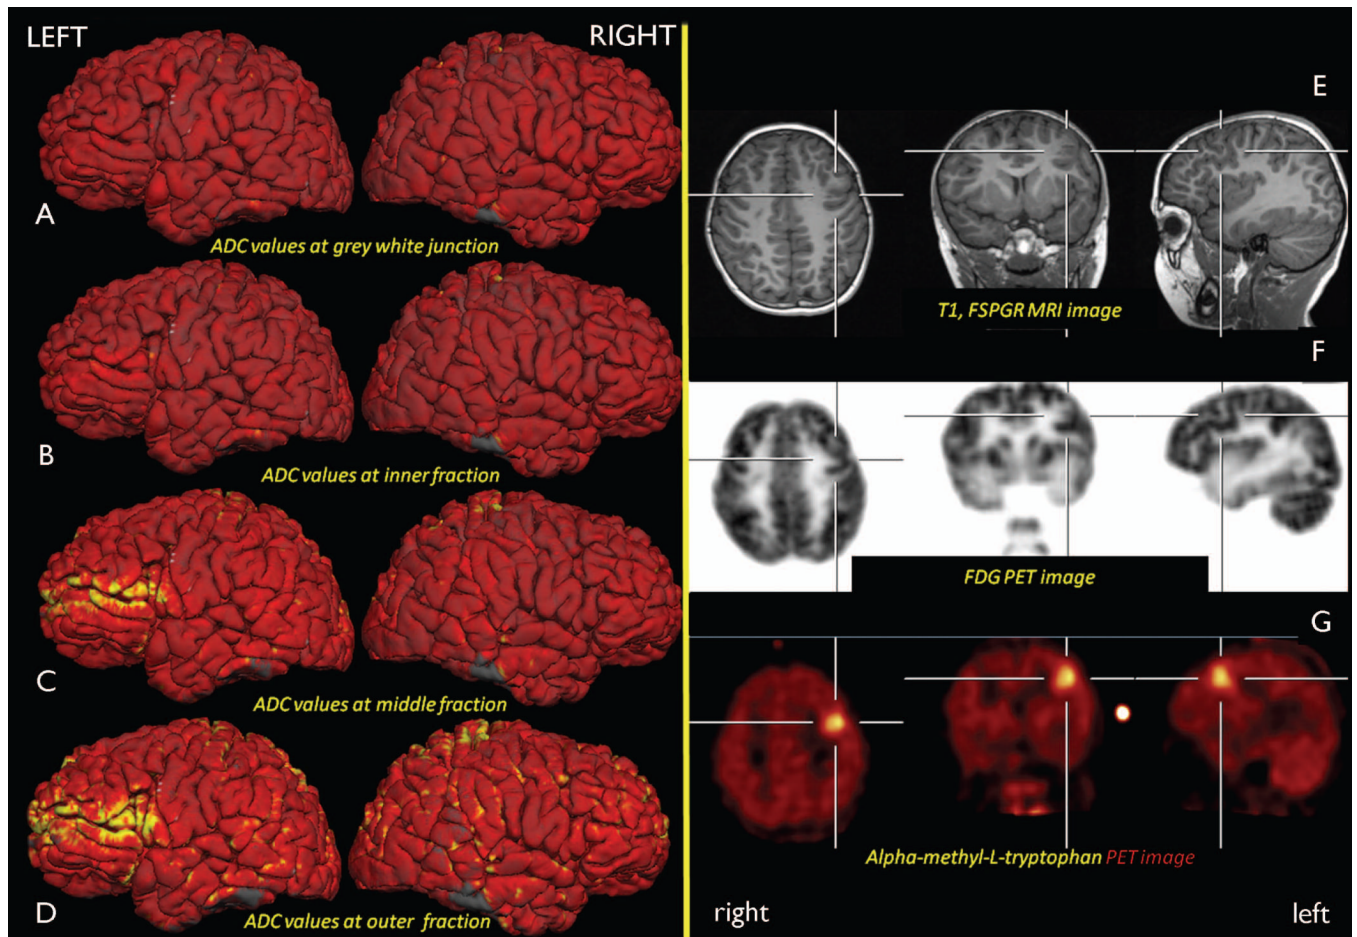 LEFT
RIGHT
A
ADC values at grey white junction
B
ADC values at inner fraction
C
ADC values at middle fraction
D
ADC values at outer fraction
E
T1, FSPGR MRI image
F
FDG PET image
G
Alpha-methyl-L-tryptophan PET image
right
left